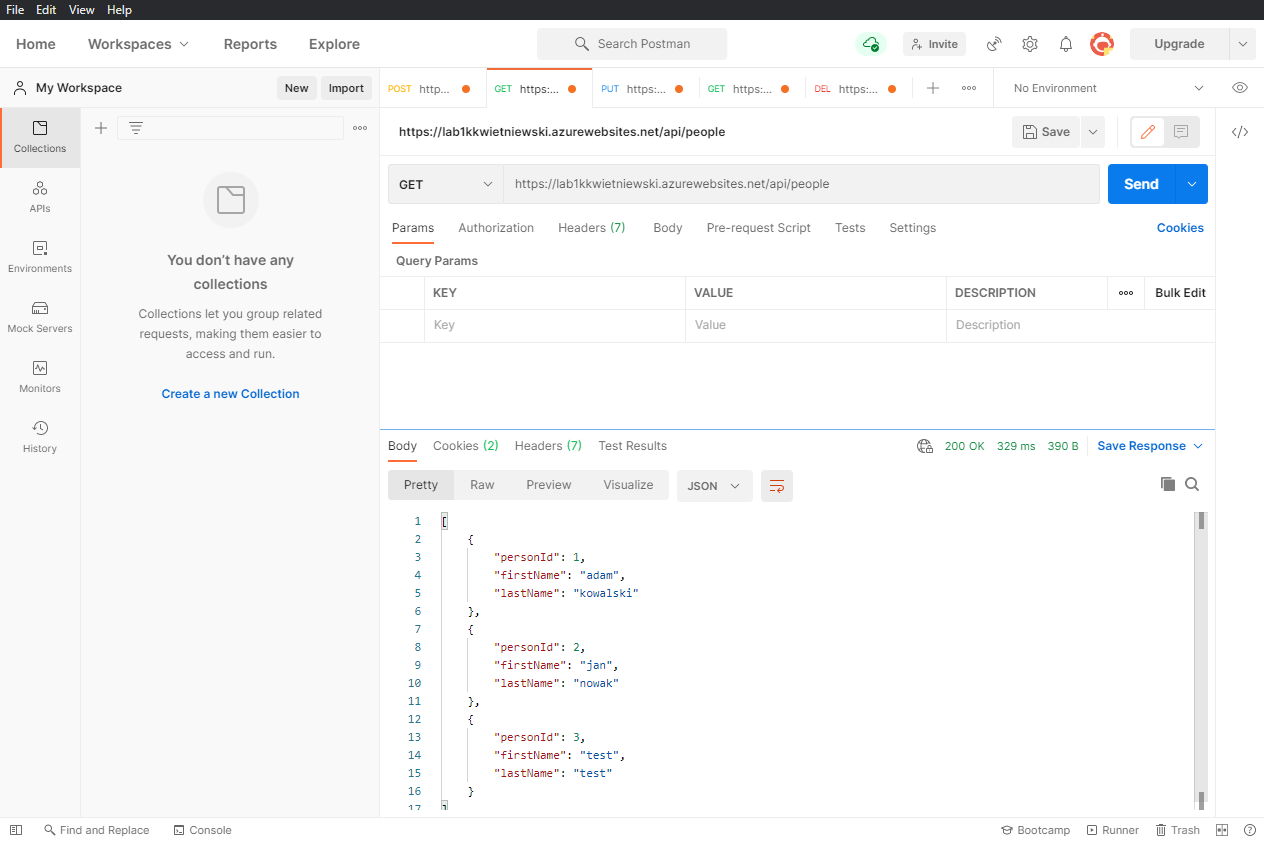 File Edit View Help
Home Workspaces Reports Explore Search Postman Invite Upgrade
My Workspace New Import POST http... GET https:... PUT https:... GET https:... DEL https:... No Environment
Collections
APIs
Environments
Mock Servers
Monitors
History
You don't have any
collections
Collections let you group related
requests, making them easier to
access and run.
Create a new Collection
https://lab1kkwietniewski.azurewebsites.net/api/people Save
GET https://lab1kkwietniewski.azurewebsites.net/api/people Send
Params Authorization Headers (7) Body Pre-request Script Tests Settings Cookies
Query Params
KEY VALUE DESCRIPTION Bulk Edit
Key Value Description
Body Cookies (2) Headers (7) Test Results 200 OK 329 ms 390 B Save Response
Pretty Raw Preview Visualize JSON
1 [
2 {
3 "personId": 1,
4 "firstName": "adam",
5 "lastName": "kowalski"
6 },
7 {
8 "personId": 2,
9 "firstName": "jan",
10 "lastName": "nowak"
11 },
12 {
13 "personId": 3,
14 "firstName": "test",
15 "lastName": "test"
16 }
17 ]
Find and Replace Console Bootcamp Runner Trash